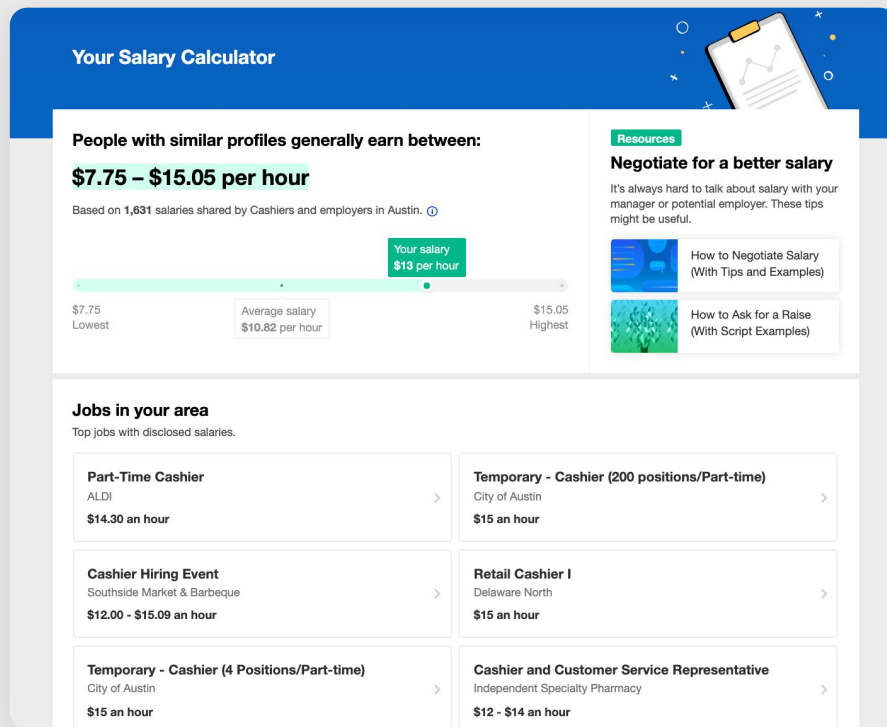 Your Salary Calculator
People with similar profiles generally earn between:
$7.75 – $15.05 per hour
Based on 1,631 salaries shared by Cashiers and employers in Austin.
Your salary
$13 per hour
$7.75
Lowest
Average salary
$10.82 per hour
$15.05
Highest
Resources
Negotiate for a better salary
It's always hard to talk about salary with your
manager or potential employer. These tips
might be useful.
How to Negotiate Salary
(With Tips and Examples)
How to Ask for a Raise
(With Script Examples)
Jobs in your area
Top jobs with disclosed salaries.
Part-Time Cashier
ALDI
$14.30 an hour
Temporary - Cashier (200 positions/Part-time)
City of Austin
$15 an hour
Cashier Hiring Event
Southside Market & Barbeque
$12.00 - $15.09 an hour
Retail Cashier I
Delaware North
$15 an hour
Temporary - Cashier (4 Positions/Part-time)
City of Austin
$15 an hour
Cashier and Customer Service Representative
Independent Specialty Pharmacy
$12 - $14 an hour